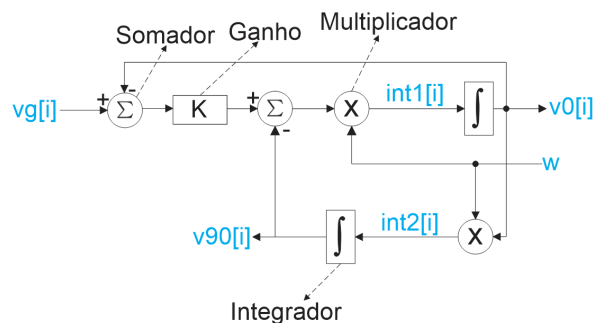 Somador
Ganho
Multiplicador
vg[i]
+
-
Σ
K
+
-
Σ
X
int1[i]
∫
v0[i]
w
v90[i]
∫
int2[i]
X
Integrador